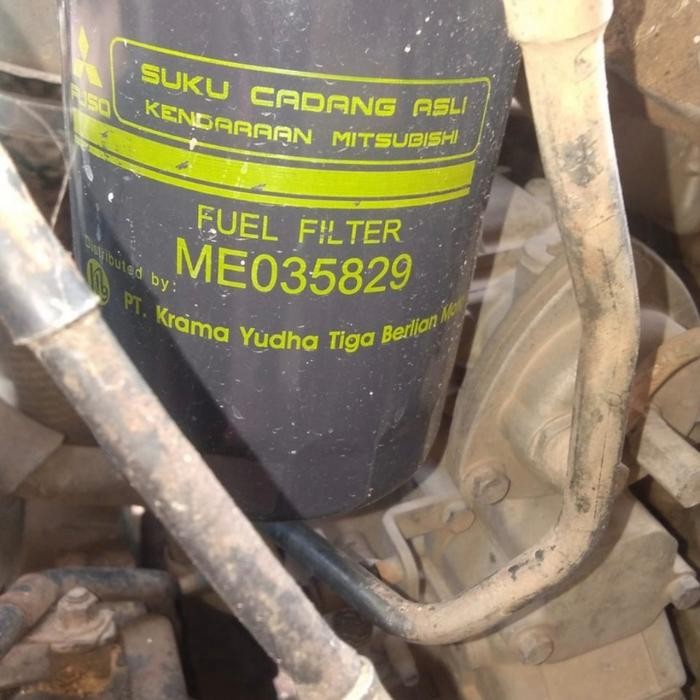 FUSO
SUKU CADANG ASLI
KENDARAAN MITSUBISHI
FUEL FILTER
ME035829
Distributed by:
PT. Krama Yudha Tiga Berlian